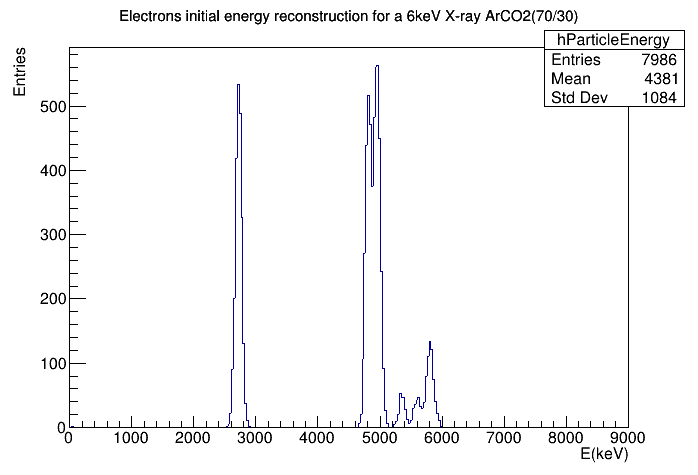 Electrons initial energy reconstruction for a 6keV X-ray ArCO2(70/30)
hParticleEnergy
Entries 7986
Mean 4381
Std Dev 1084
Entries
500
400
300
200
100
0
0 1000 2000 3000 4000 5000 6000 7000 8000 9000
E(keV)